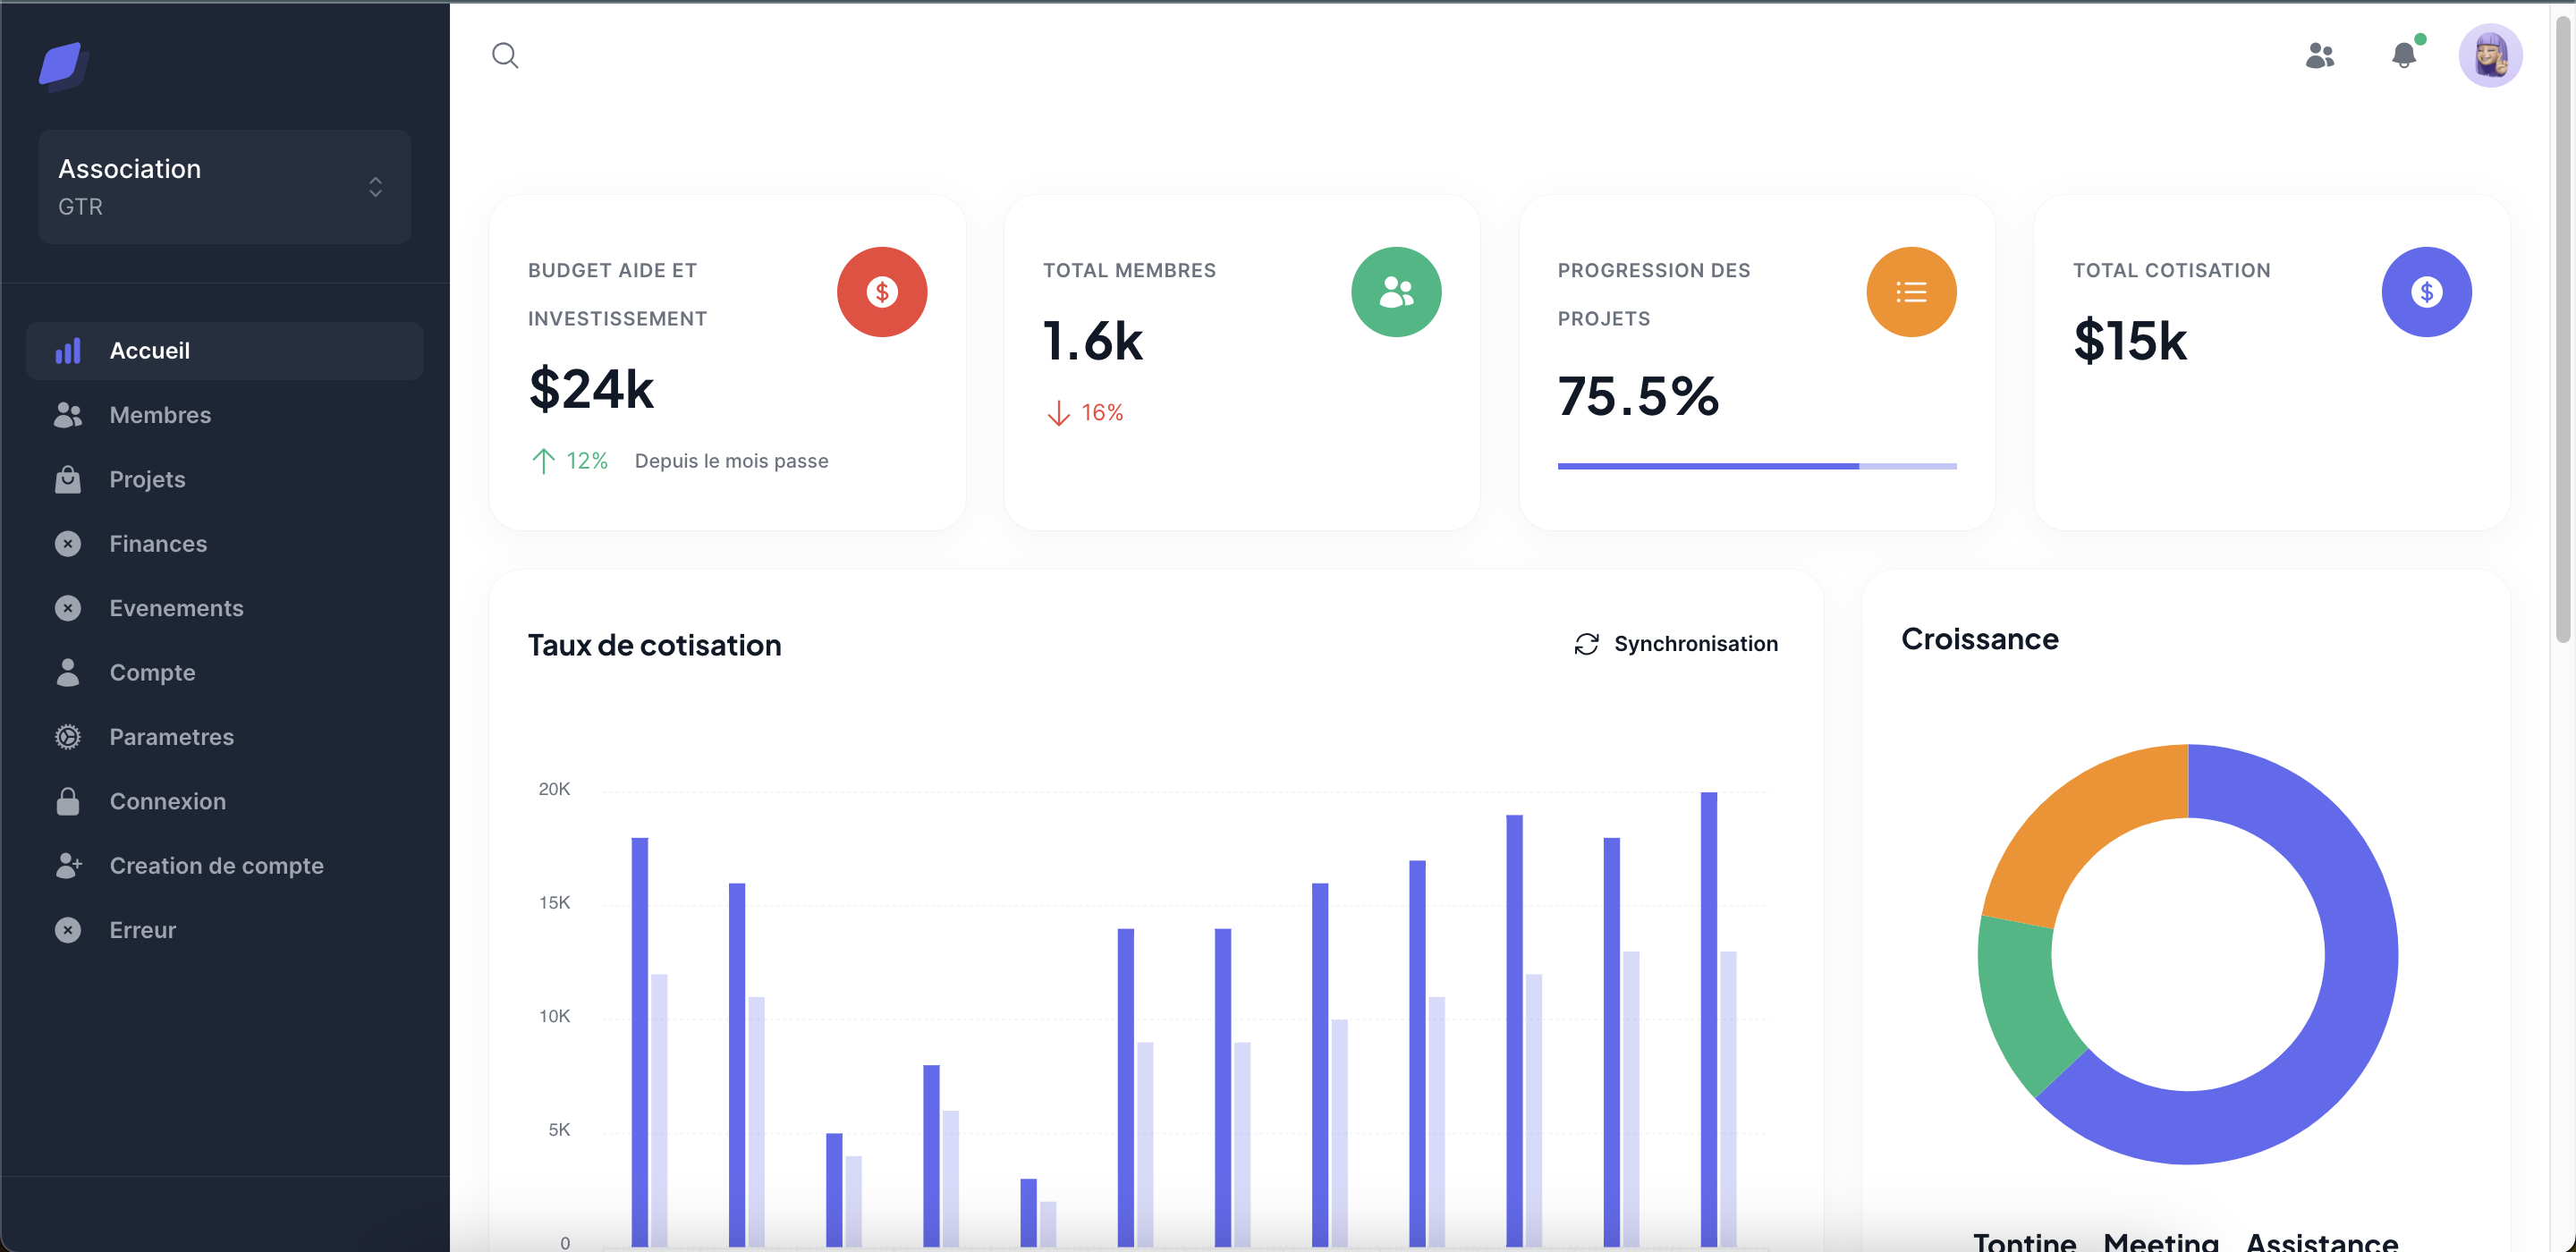 Association
GTR
Accueil
Membres
Projets
Finances
Evenements
Compte
Parametres
Connexion
Creation de compte
Erreur
BUDGET AIDE ET
INVESTISSEMENT
$24k
12% Depuis le mois passe
TOTAL MEMBRES
1.6k
16%
PROGRESSION DES
PROJETS
75.5%
TOTAL COTISATION
$15k
Taux de cotisation
Synchronisation
20K
15K
10K
5K
0
Croissance
Tontine Meeting Assistance